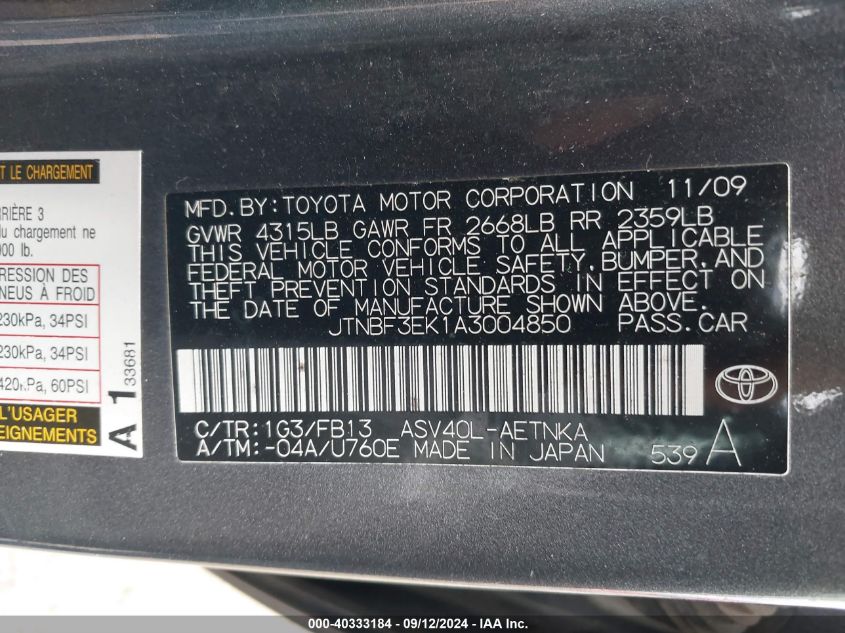 ET LE CHARGEMENT
RIÈRE 3
du chargement ne
000 lb.
PRESSION DES
PNEUS À FROID
230kPa, 34PSI
230kPa, 34PSI
420kPa, 60PSI
L'USAGER
EIGNEMENTS
A 1 33681
MFD.BY:TOYOTA MOTOR CORPORATION 11/09
GVWR 4315LB GAWR FR 2668LB RR 2359LB
THIS VEHICLE CONFORMS TO ALL APPLICABLE
FEDERAL MOTOR VEHICLE SAFETY,BUMPER,AND
THEFT PREVENTION STANDARDS IN EFFECT ON
THE DATE OF MANUFACTURE SHOWN ABOVE.
JTNBF3EK1A3004850 PASS.CAR
C/TR:1G3/FB13 ASV40L-AETNKA
A/TM:-04A/U760E MADE IN JAPAN 539 A
000-40333184 - 09/12/2024 - IAA Inc.